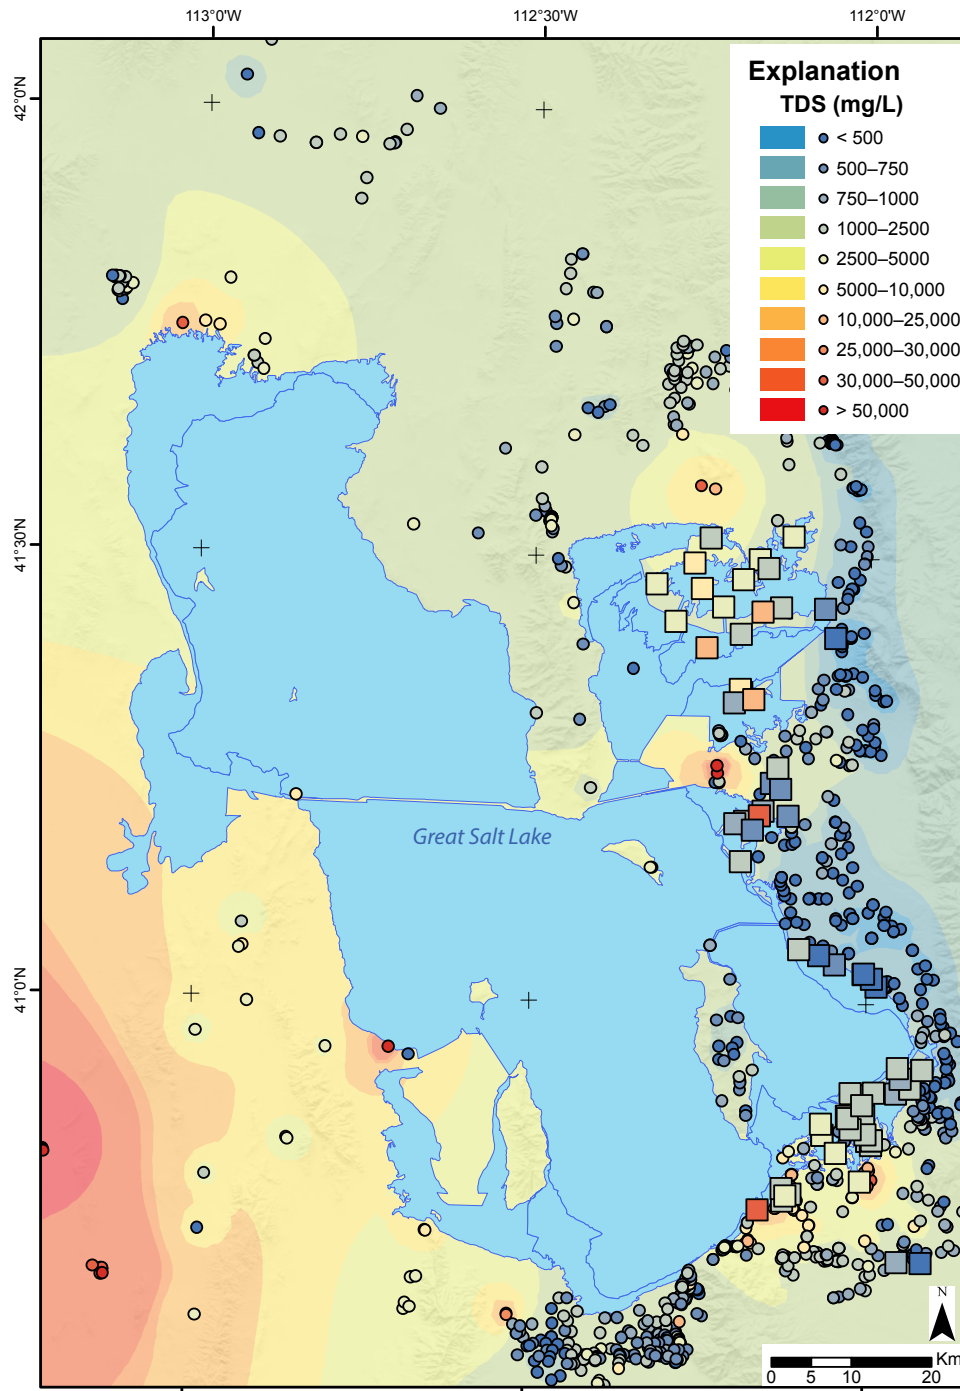 113°0'W 112°30'W 112°0'W
42°0'N
41°30'N
41°0'N
Explanation
TDS (mg/L)
< 500
500–750
750–1000
1000–2500
2500–5000
5000–10,000
10,000–25,000
25,000–30,000
30,000–50,000
> 50,000
Great Salt Lake
N
Km
0 5 10 20